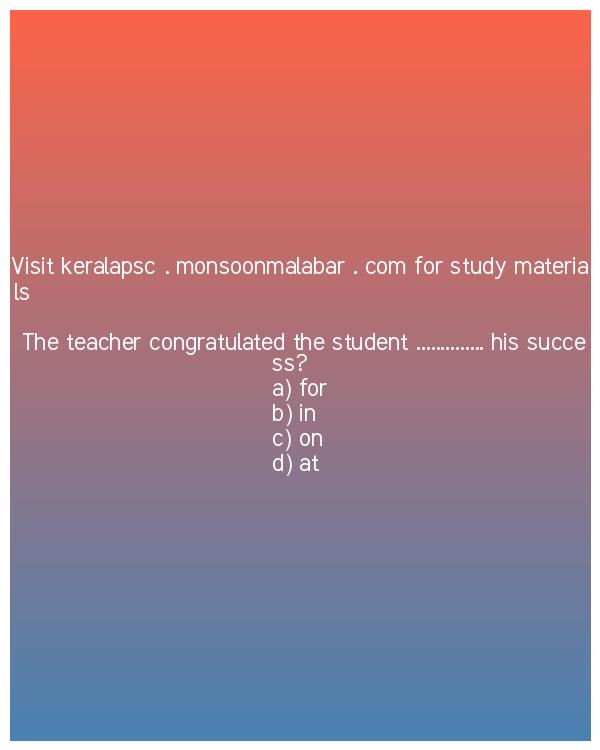 Visit keralapsc . monsoonmalabar . com for study materia
ls
The teacher congratulated the student .............. his succe
ss?
a) for
b) in
c) on
d) at